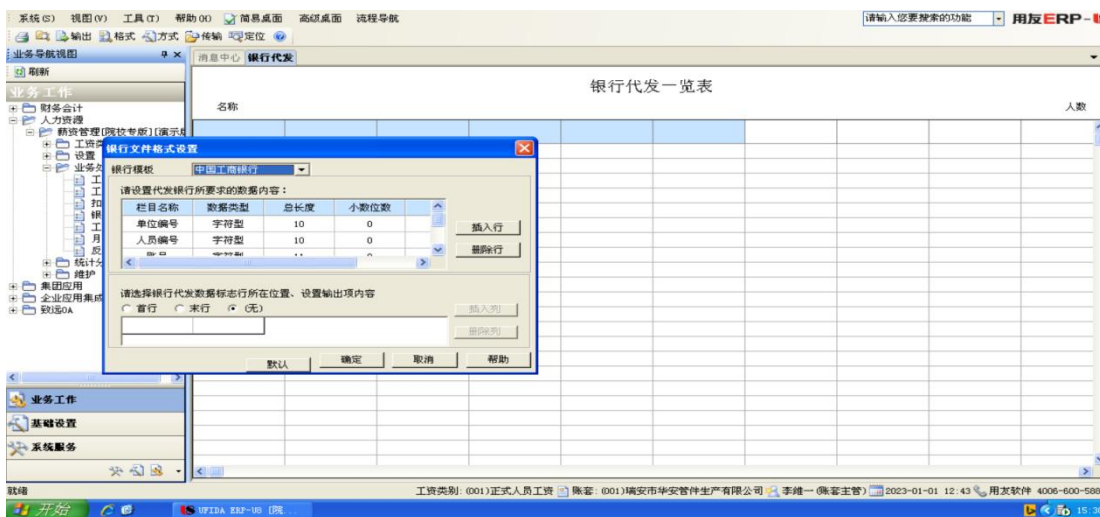 系统(S) 视图(V) 工具(T) 帮助(H) 简易桌面 高级桌面 流程导航 请输入您要搜索的功能 用友ERP-
输出 格式 方式 传输 定位
业务导航视图 消息中心 银行代发
刷新
业务工作
银行代发一览表
名称 人数
财务会计
人力资源
薪资管理[院校专版][演示
设置
统计分
维护
集团应用
企业应用集成
致远OA
银行文件格式设置
银行模板 中国工商银行
请设置代发银行所要求的数据内容:
栏目名称 数据类型 总长度 小数位数
单位编号 字符型 10 0
人员编号 字符型 10 0
插入行
删除行
请选择银行代发数据标志行所在位置、设置输出项内容
首行 末行 (无)
插入列
删除列
默认 确定 取消 帮助
业务工作
基础设置
系统服务
就绪 工资类别: (001)正式人员工资 账套: (001)瑞安市华安管件生产有限公司 李维一(账套主管) 2023-01-01 12:43 用友软件 4006-600-588
开始 UFIDA ERP-U8 [院... 15:3